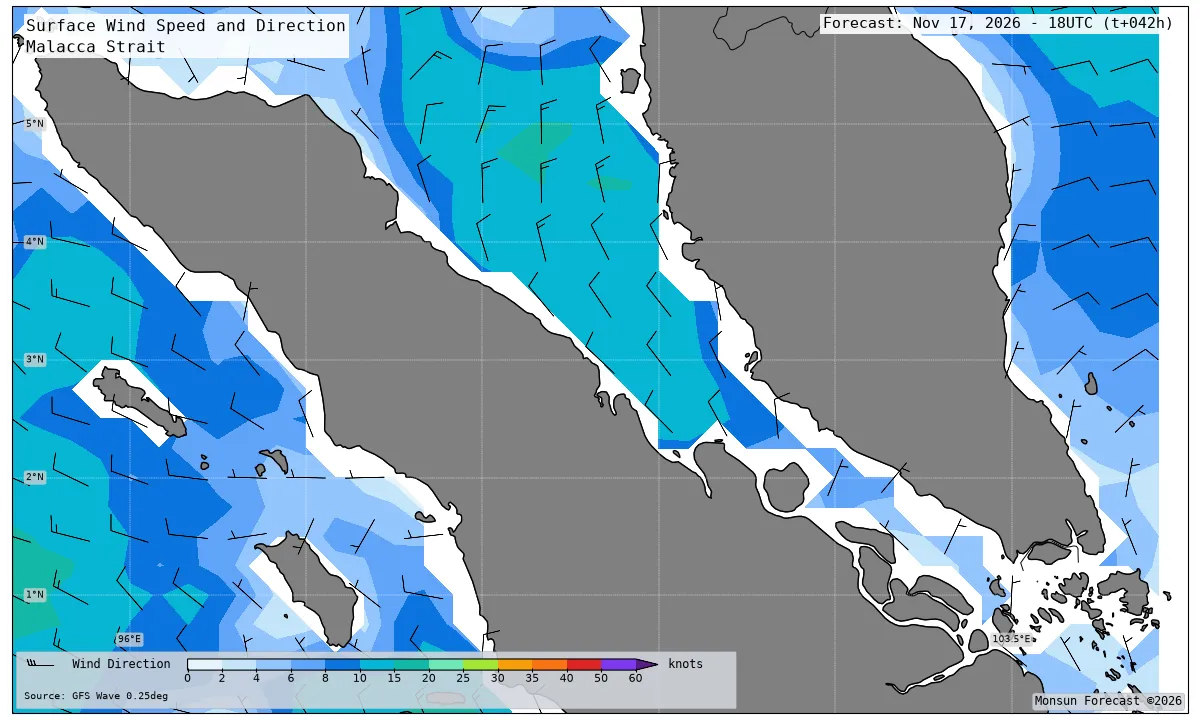 Surface Wind Speed and Direction
Malacca Strait
Forecast: Nov 17, 2026 - 18UTC (t+042h)
5°N
4°N
3°N
2°N
1°N
96°E
103.5°E
Wind Direction
0 2 4 6 8 10 15 20 25 30 35 40 50 60
knots
Source: GFS Wave 0.25deg
Monsun Forecast ©2026